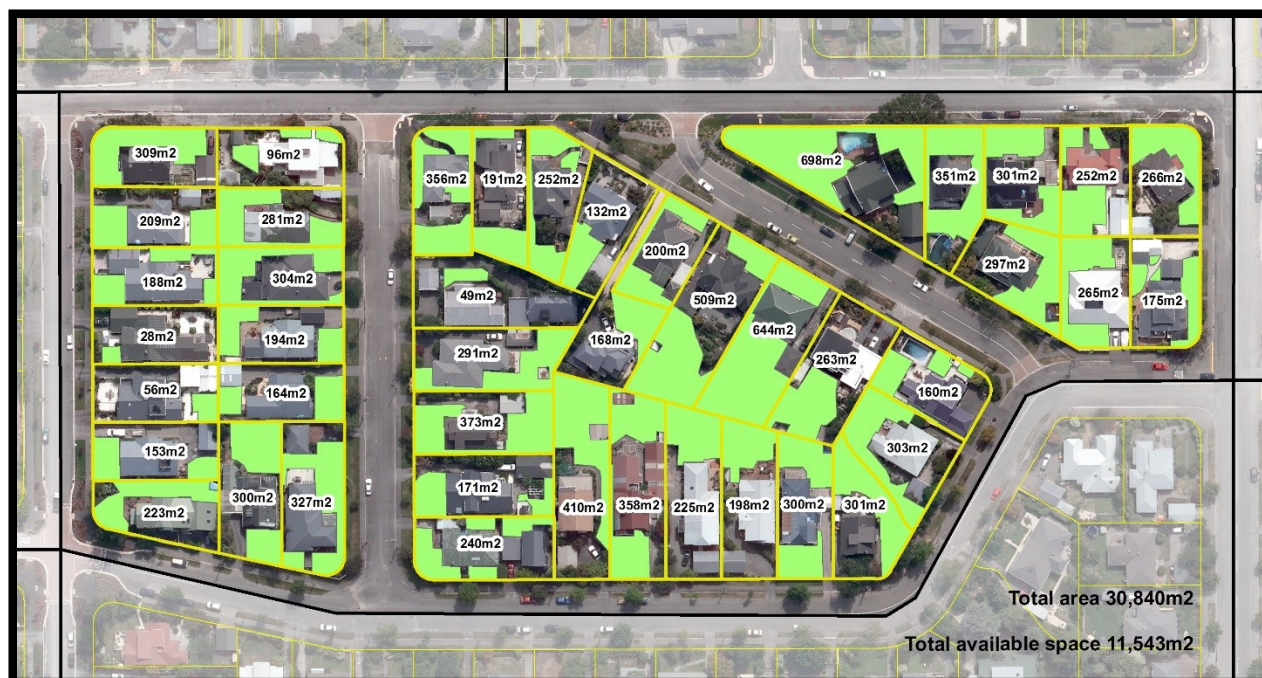 309m2
96m2
209m2
281m2
188m2
304m2
28m2
194m2
56m2
164m2
153m2
223m2
300m2
327m2
356m2
191m2
252m2
132m2
49m2
200m2
509m2
644m2
168m2
291m2
263m2
160m2
373m2
303m2
171m2
410m2
358m2
225m2
198m2
300m2
301m2
240m2
698m2
351m2
301m2
252m2
266m2
297m2
265m2
175m2
Total area 30,840m2
Total available space 11,543m2